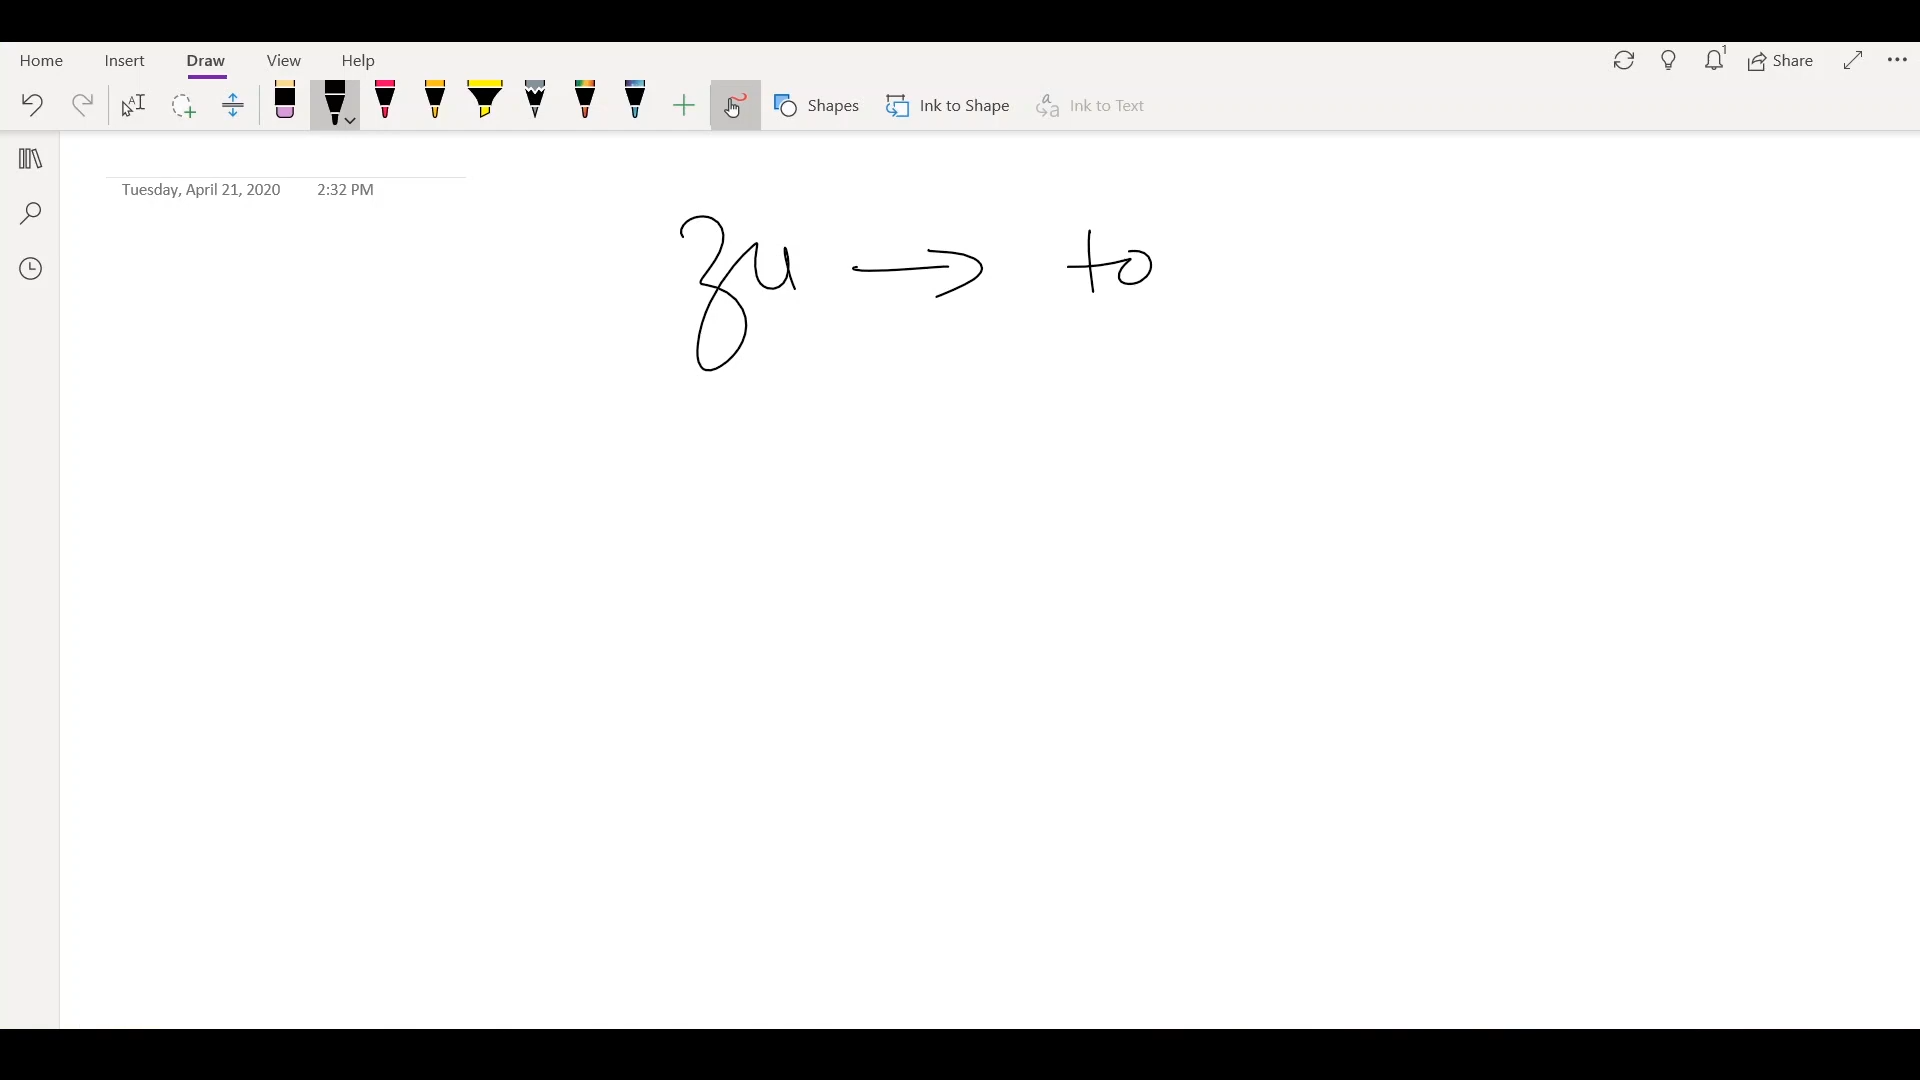 Home Insert Draw View Help 1 Share
Shapes Ink to Shape Ink to Text
Tuesday, April 21, 2020 2:32 PM
zu → to